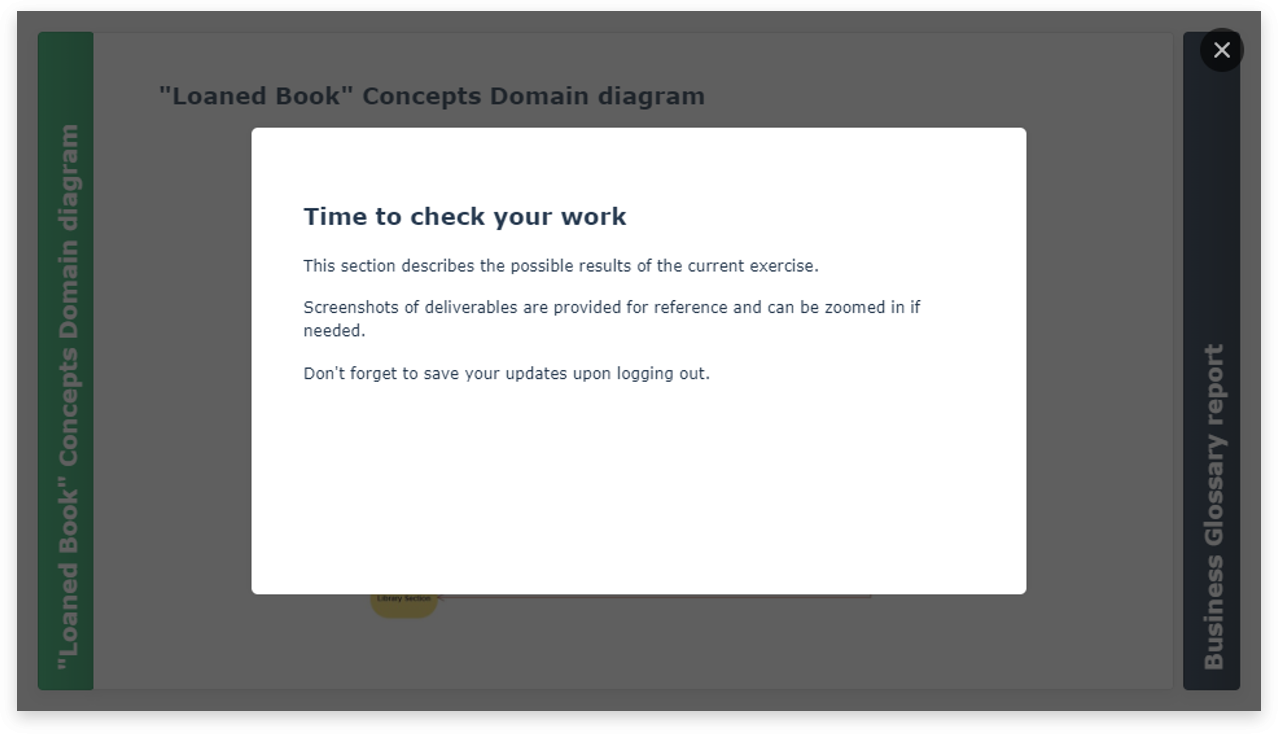 "Loaned Book" Concepts Domain diagram
"Loaned Book" Concepts Domain diagram
Time to check your work
This section describes the possible results of the current exercise.
Screenshots of deliverables are provided for reference and can be zoomed in if
needed.
Don't forget to save your updates upon logging out.
Library Section
Business Glossary report